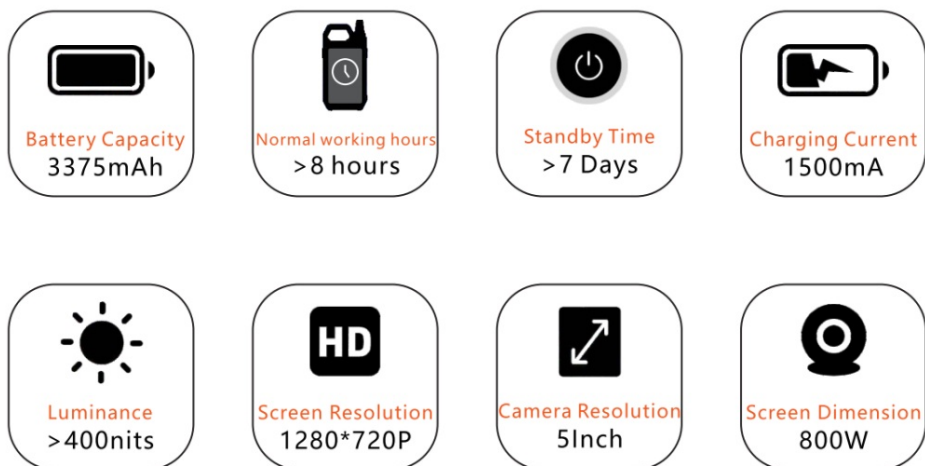 Battery Capacity
3375mAh
Normal working hours
>8 hours
Standby Time
>7 Days
Charging Current
1500mA
Luminance
>400nits
HD
Screen Resolution
1280*720P
Camera Resolution
5Inch
Screen Dimension
800W